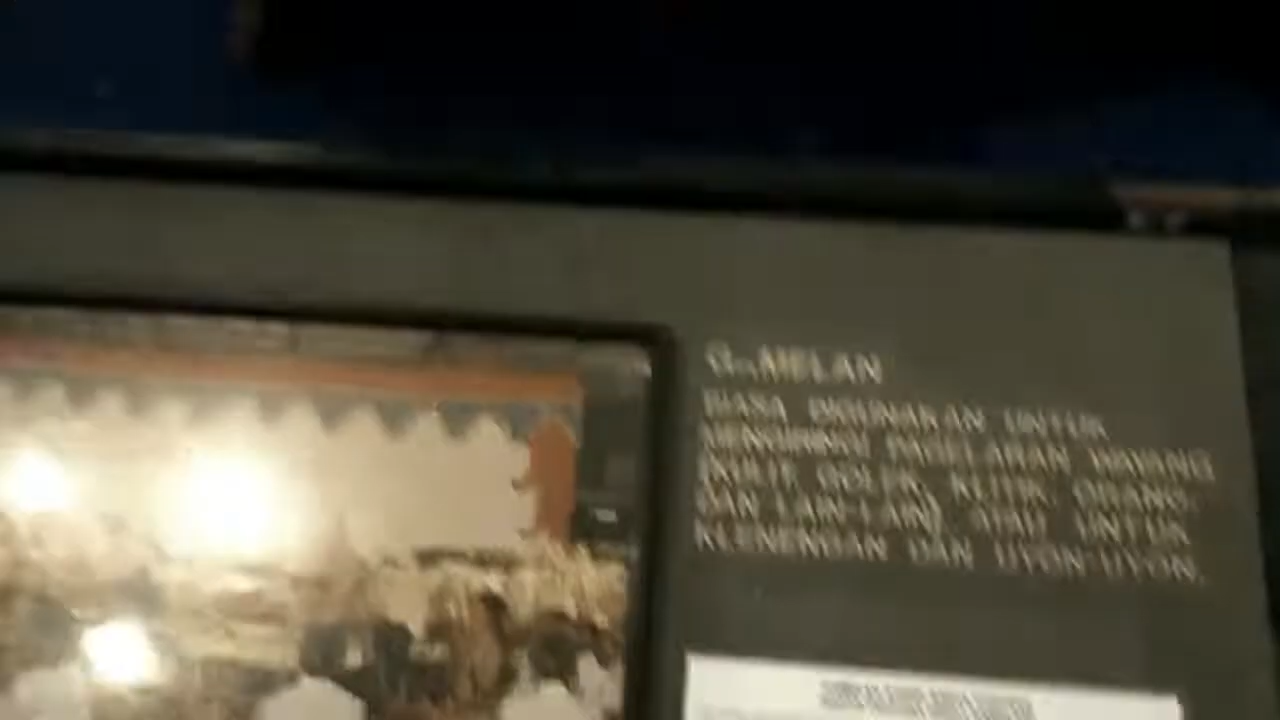 GAMELAN
BIASA DIGUNAKAN UNTUK
MENGIRINGI PAGELARAN WAYANG
(KULIT, GOLEK, KLITIK, ORANG,
DAN LAIN-LAIN) ATAU UNTUK
KLENENGAN DAN UYON-UYON.